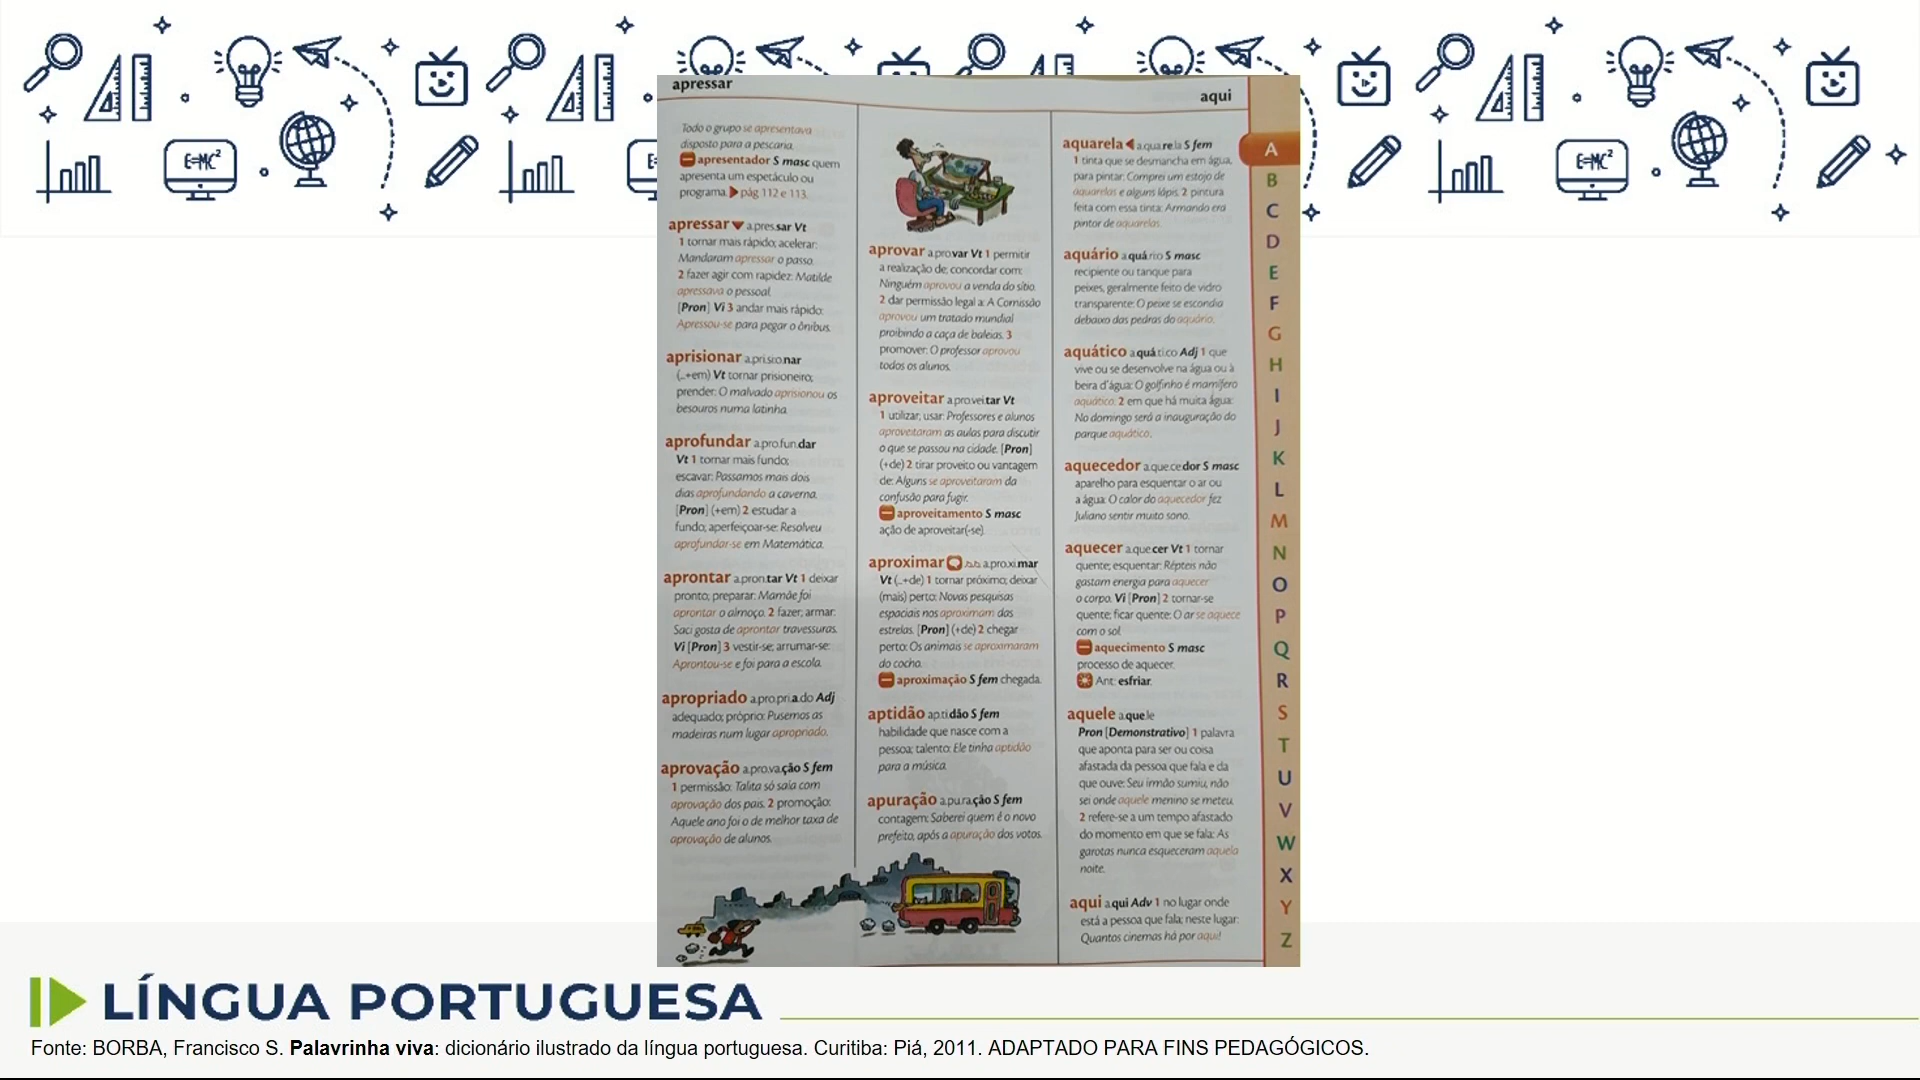 E=MC²
E=MC²
E=MC²
apressar
aqui
Todo o grupo se apresentava
disposto para a pescaria.
apresentador S masc quem
apresenta um espetáculo ou
programa. pág. 112 e 113.
apressar a.pres.sar Vt
1 tornar mais rápido; acelerar:
Mandaram apressar o passo.
2 fazer agir com rapidez: Matilde
apressava o pessoal.
[Pron] Vi 3 andar mais rápido:
Apressou-se para pegar o ônibus.
aprisionar a.pri.si.o.nar
(...+em) Vt tornar prisioneiro;
prender: O malvado aprisionou os
besouros numa latinha.
aprofundar a.pro.fun.dar
Vt 1 tornar mais fundo;
escavar: Passamos mais dois
dias aprofundando a caverna.
[Pron] (+em) 2 estudar a
fundo; aperfeiçoar-se: Resolveu
aprofundar-se em Matemática.
aprontar a.pron.tar Vt 1 deixar
pronto; preparar: Mamãe foi
aprontar o almoço. 2 fazer; armar:
Saci gosta de aprontar travessuras.
Vi [Pron] 3 vestir-se; arrumar-se:
Aprontou-se e foi para a escola.
apropriado a.pro.pri.a.do Adj
adequado; próprio: Pusemos as
madeiras num lugar apropriado.
aprovação a.pro.va.ção S fem
1 permissão: Talita só saía com
aprovação dos pais. 2 promoção:
Aquele ano foi o de melhor taxa de
aprovação de alunos.
aprovar a.pro.var Vt 1 permitir
a realização de; concordar com:
Ninguém aprovou a venda do sítio.
2 dar permissão legal a: A Comissão
aprovou um tratado mundial
proibindo a caça de baleias. 3
promover: O professor aprovou
todos os alunos.
aproveitar a.pro.vei.tar Vt
1 utilizar; usar: Professores e alunos
aproveitaram as aulas para discutir
o que se passou na cidade. [Pron]
(+de) 2 tirar proveito ou vantagem
de: Alguns se aproveitaram da
confusão para fugir.
aproveitamento S masc
ação de aproveitar(-se).
aproximar a.pro.xi.mar
Vt (...+de) 1 tornar próximo; deixar
(mais) perto: Novas pesquisas
espaciais nos aproximam das
estrelas. [Pron] (+de) 2 chegar
perto: Os animais se aproximaram
do cocho.
aproximação S fem chegada.
aptidão ap.ti.dão S fem
habilidade que nasce com a
pessoa; talento: Ele tinha aptidão
para a música.
apuração a.pu.ra.ção S fem
contagem: Saberei quem é o novo
prefeito, após a apuração dos votos.
aquarela a.qua.re.la S fem
1 tinta que se desmancha em água,
para pintar: Comprei um estojo de
aquarelas e alguns lápis. 2 pintura
feita com essa tinta: Armando era
pintor de aquarelas.
aquário a.quá.rio S masc
recipiente ou tanque para
peixes, geralmente feito de vidro
transparente: O peixe se escondia
debaixo das pedras do aquário.
aquático a.quá.ti.co Adj 1 que
vive ou se desenvolve na água ou à
beira d'água: O golfinho é mamífero
aquático. 2 em que há muita água:
No domingo será a inauguração do
parque aquático.
aquecedor a.que.ce.dor S masc
aparelho para esquentar o ar ou
a água: O calor do aquecedor fez
Juliano sentir muito sono.
aquecer a.que.cer Vt 1 tornar
quente; esquentar: Répteis não
gastam energia para aquecer
o corpo. Vi [Pron] 2 tornar-se
quente; ficar quente: O ar se aquece
com o sol.
aquecimento S masc
processo de aquecer.
Ant.: esfriar.
aquele a.que.le
Pron [Demonstrativo] 1 palavra
que aponta para ser ou coisa
afastada da pessoa que fala e da
que ouve: Seu irmão sumiu, não
sei onde aquele menino se meteu.
2 refere-se a um tempo afastado
do momento em que se fala: As
garotas nunca esqueceram aquela
noite.
aqui a.qui Adv 1 no lugar onde
está a pessoa que fala; neste lugar:
Quantos cinemas há por aqui!
A
B
C
D
E
F
G
H
I
J
K
L
M
N
O
P
Q
R
S
T
U
V
W
X
Y
Z
LÍNGUA PORTUGUESA
Fonte: BORBA, Francisco S. Palavrinha viva: dicionário ilustrado da língua portuguesa. Curitiba: Piá, 2011. ADAPTADO PARA FINS PEDAGÓGICOS.